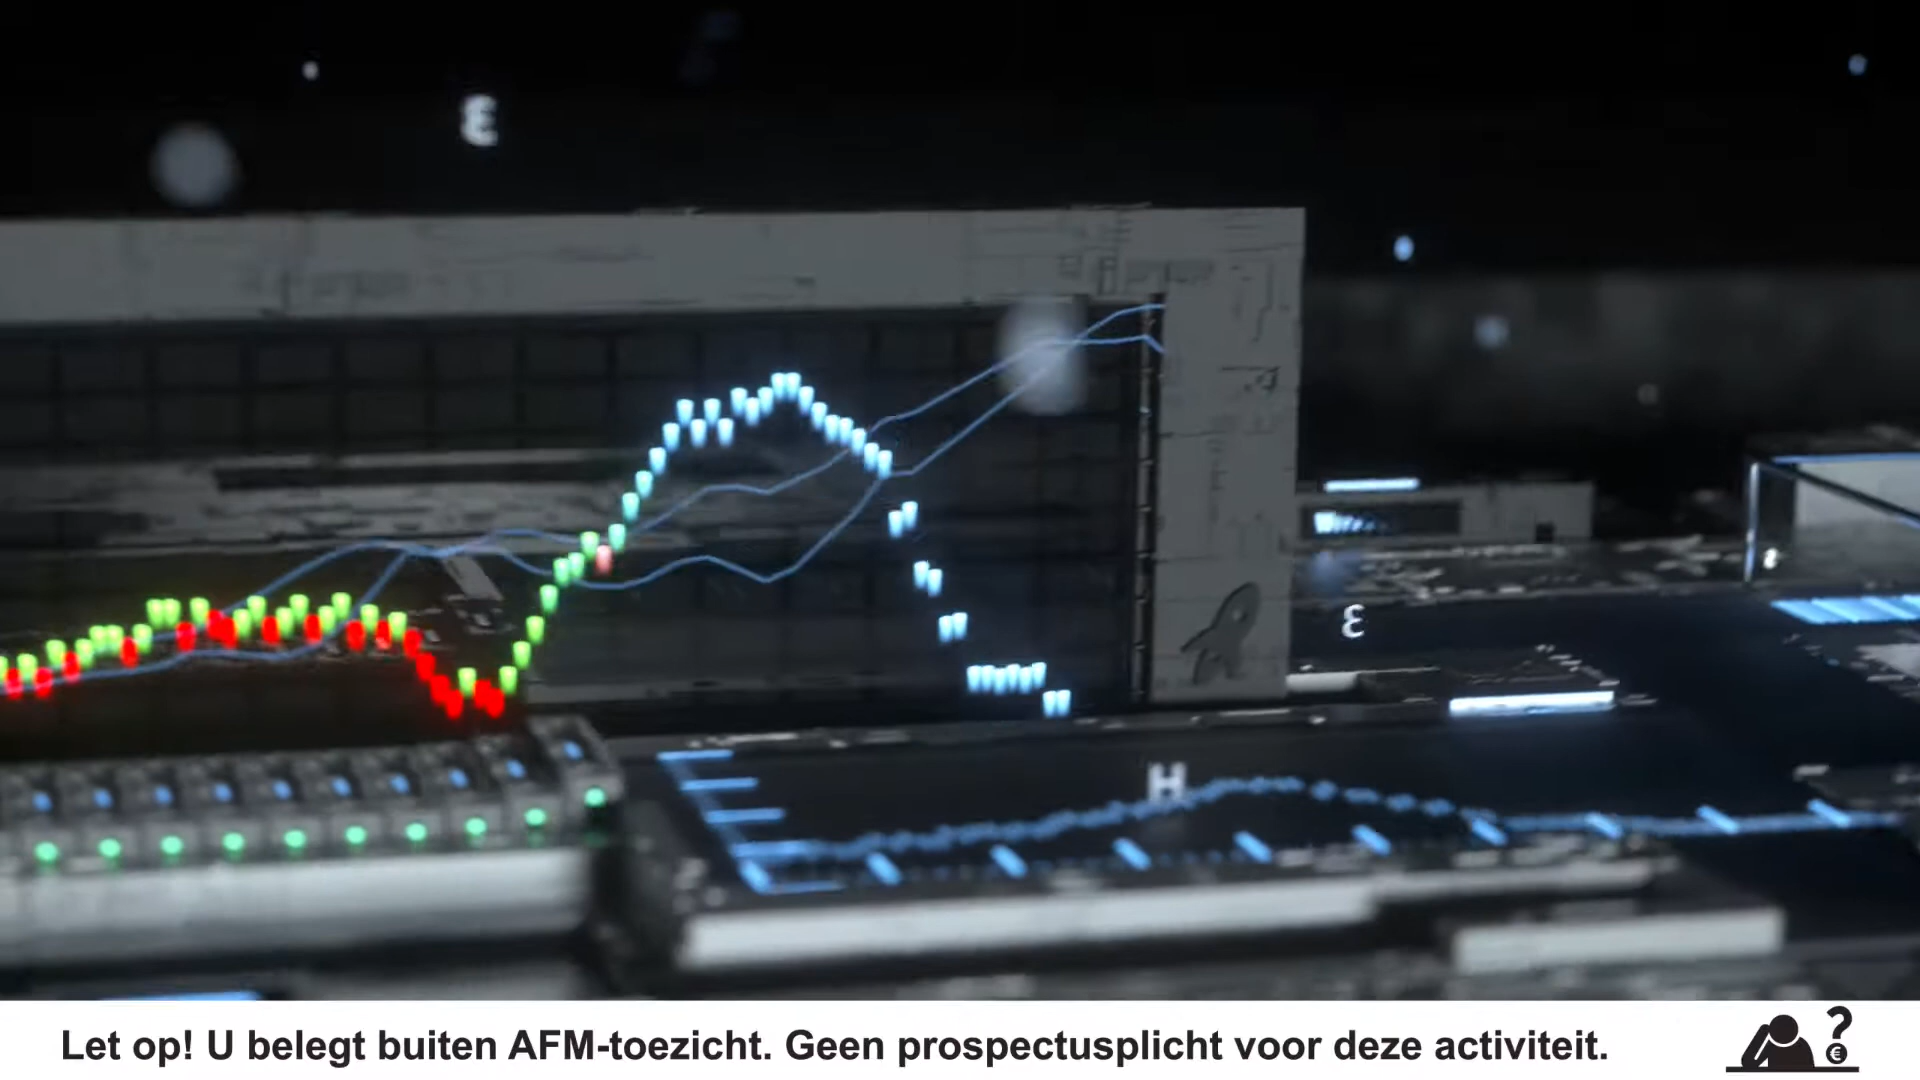 Let op! U belegt buiten AFM-toezicht. Geen prospectusplicht voor deze activiteit.
?
€